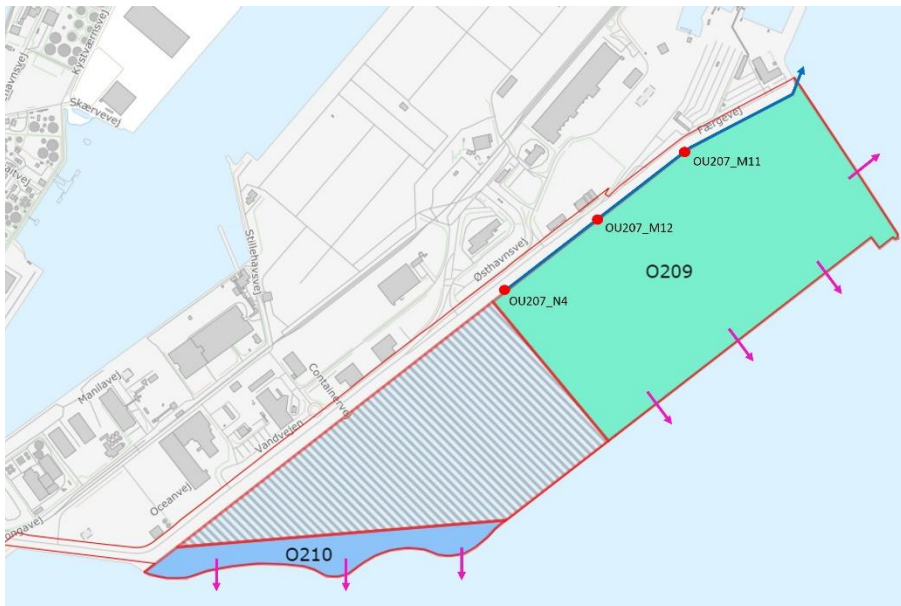 Kystværnsvej
Skærvevej
Færgevej
OU207_M11
OU207_M12
Stillehavsvej
Østhavnsvej
O209
OU207_N4
Containervej
Manilavej
Vandvejen
Oceanvej
O210